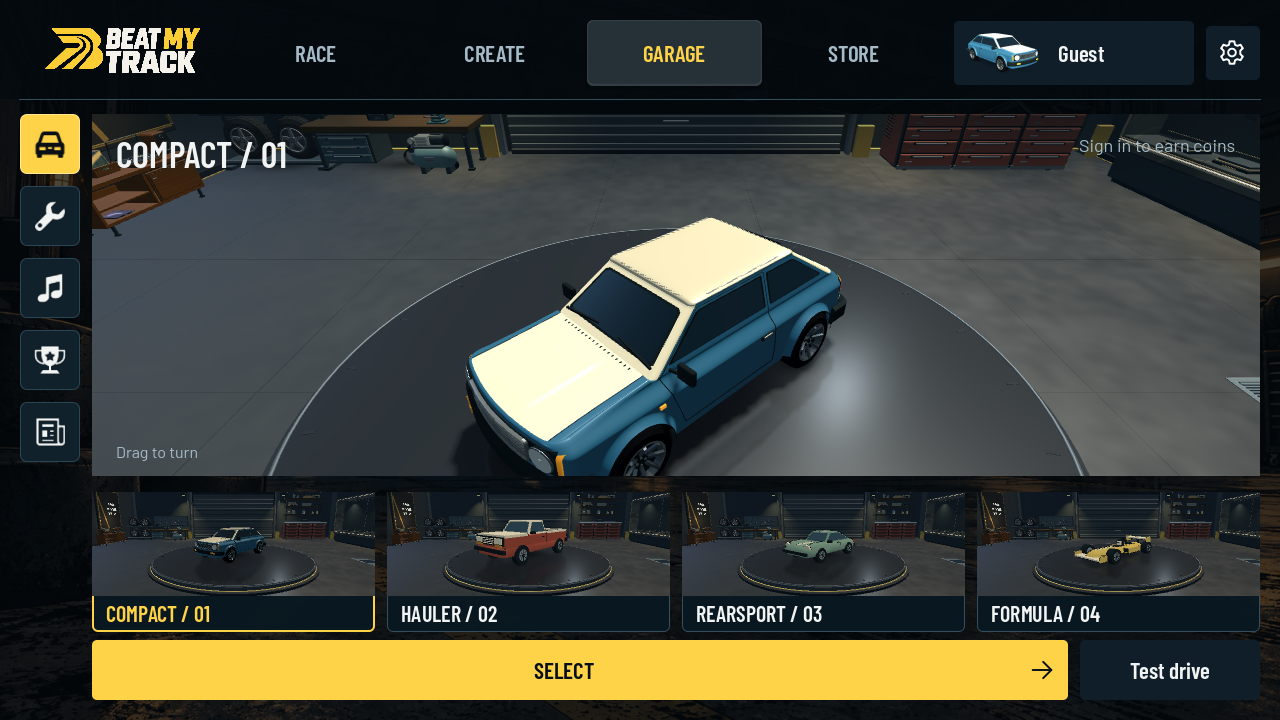 BEAT MY
TRACK
RACE
CREATE
GARAGE
STORE
Guest
COMPACT / 01
Sign in to earn coins
Drag to turn
COMPACT / 01
HAULER / 02
REARSPORT / 03
FORMULA / 04
SELECT
Test drive